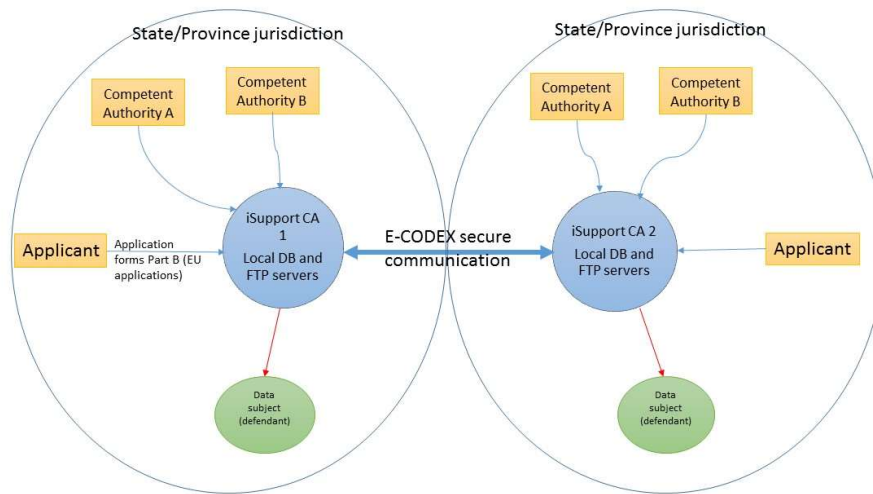 State/Province jurisdiction
Competent
Authority A
Competent
Authority B
Applicant
Application
forms Part B (EU
applications)
iSupport CA
1
Local DB and
FTP servers
Data
subject
(defendant)
E-CODEX secure
communication
State/Province jurisdiction
Competent
Authority A
Competent
Authority B
iSupport CA 2
Local DB and
FTP servers
Applicant
Data
subject
(defendant)